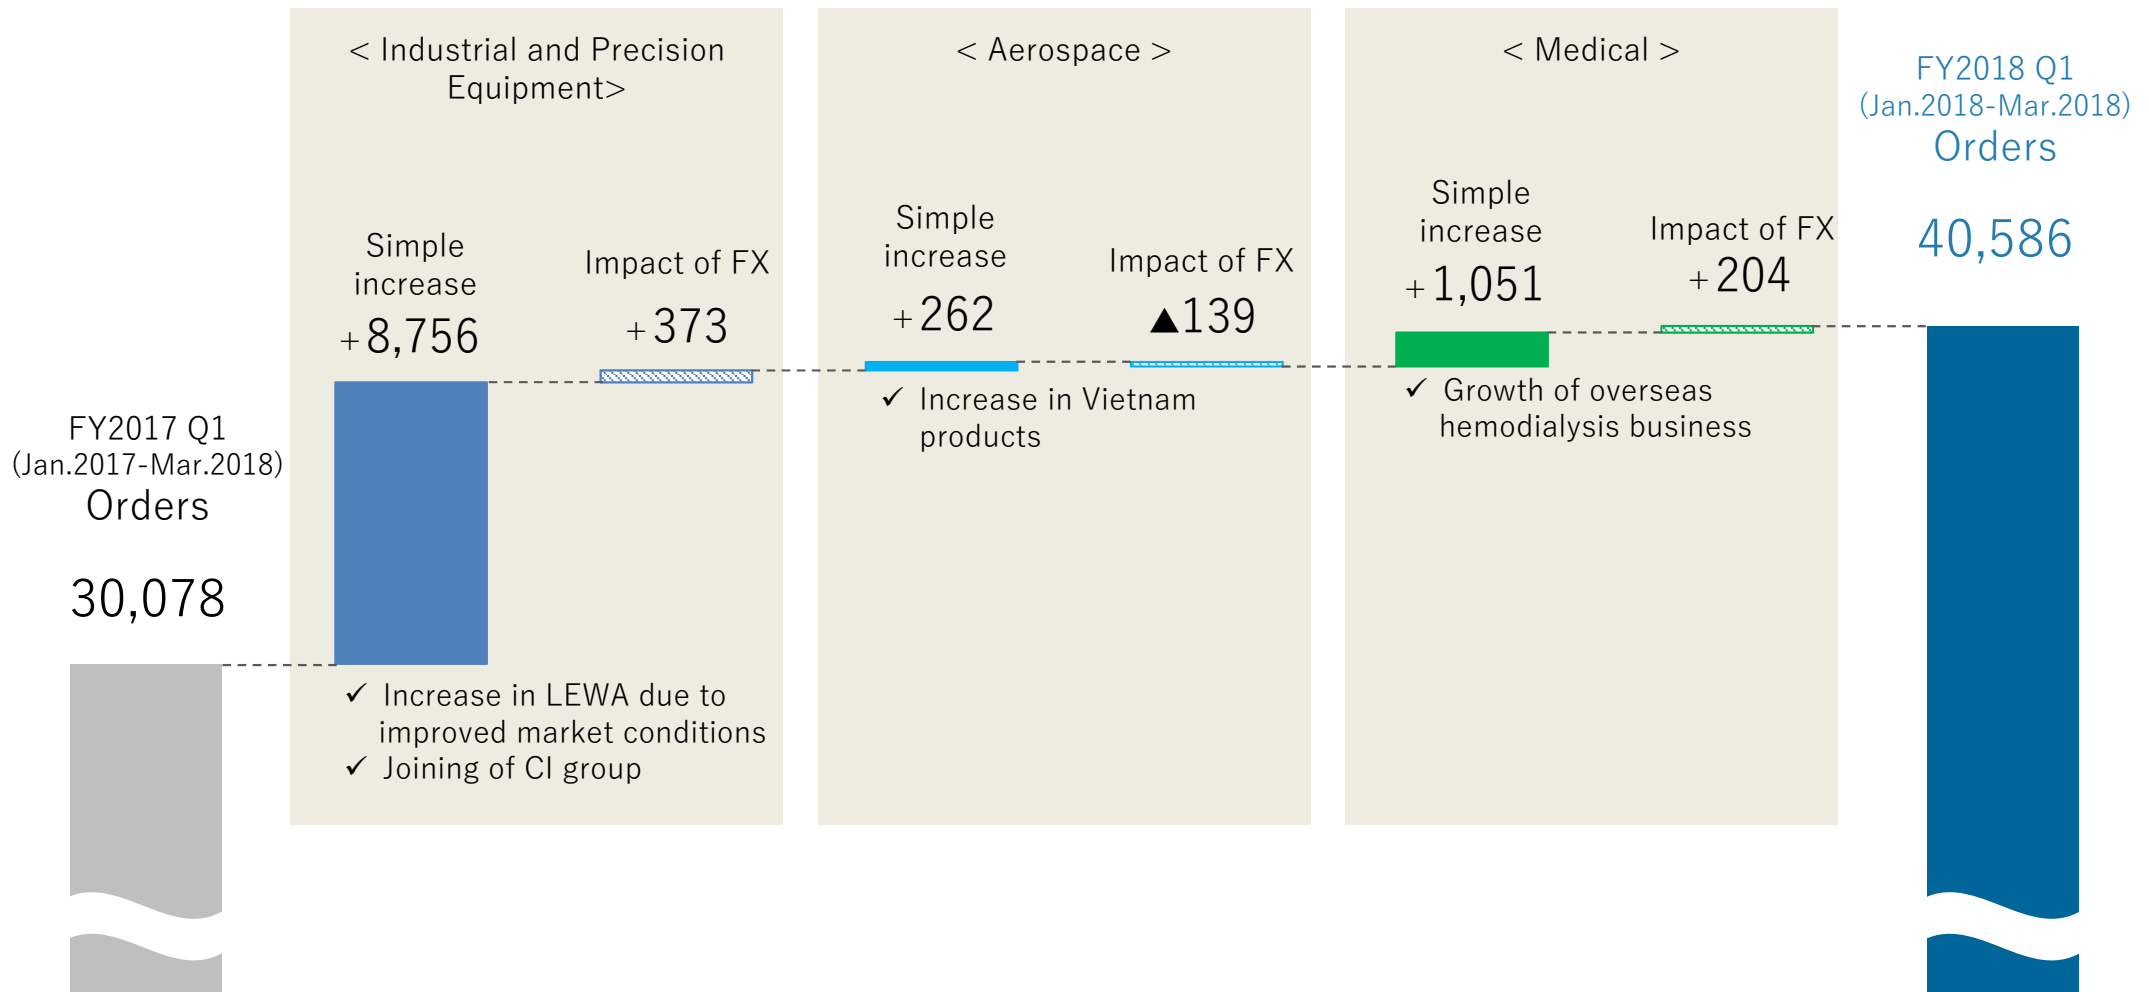 FY2017 Q1
(Jan.2017-Mar.2018)
Orders
30,078
< Industrial and Precision
Equipment>
Simple
increase
+8,756
Impact of FX
+373
✓ Increase in LEWA due to
improved market conditions
✓ Joining of CI group
< Aerospace >
Simple
increase
+262
Impact of FX
▲139
✓ Increase in Vietnam
products
< Medical >
Simple
increase
+1,051
Impact of FX
+204
✓ Growth of overseas
hemodialysis business
FY2018 Q1
(Jan.2018-Mar.2018)
Orders
40,586